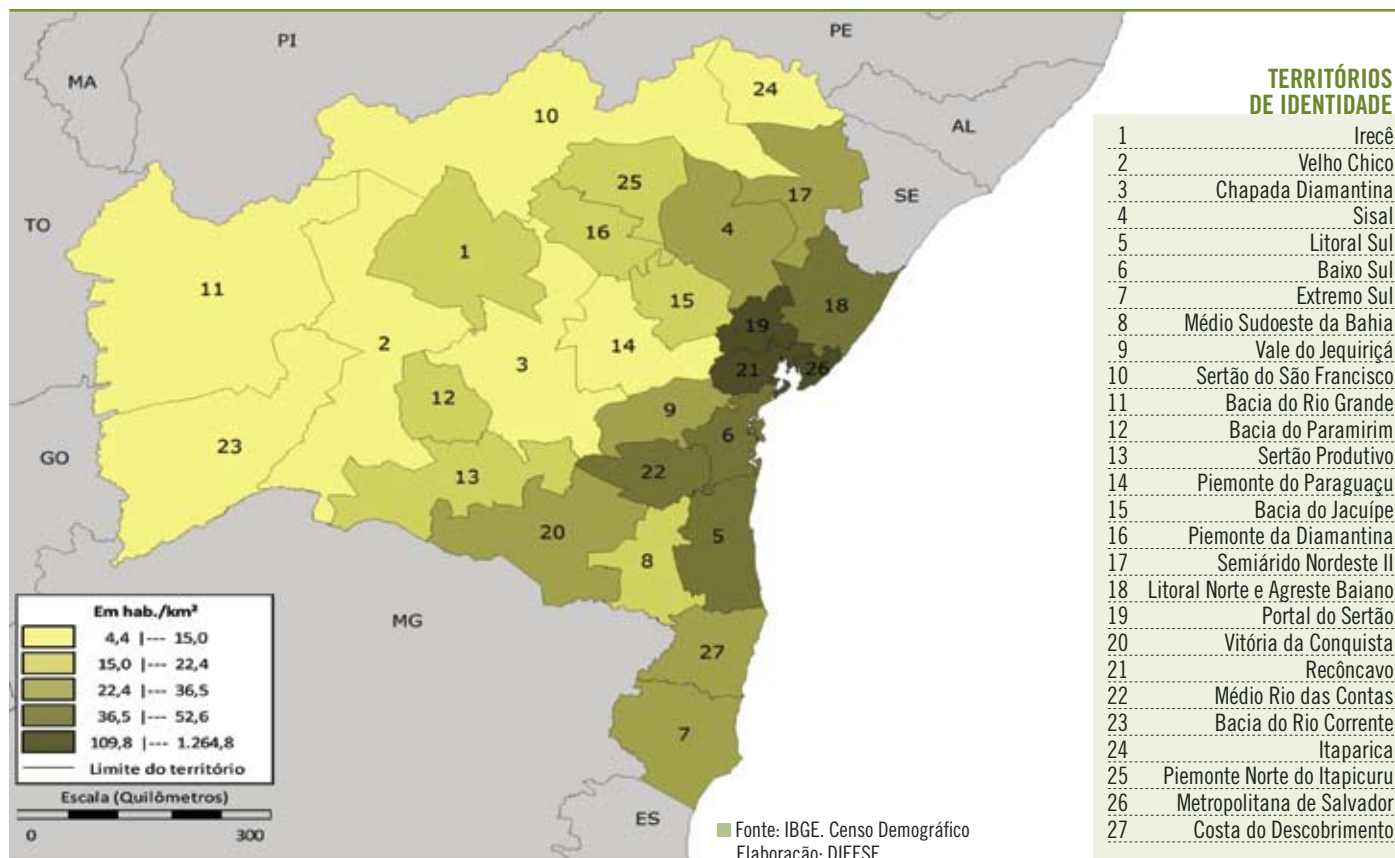 PI
PE
MA
AL
SE
TO
GO
MG
ES
24
10
25
17
16
4
1
11
15
18
19
2
14
3
21
26
12
9
6
23
22
13
20
5
8
27
7
Em hab./km²
4,4 |--- 15,0
15,0 |--- 22,4
22,4 |--- 36,5
36,5 |--- 52,6
109,8 |--- 1.264,8
Limite do território
Escala (Quilômetros)
0 300
Fonte: IBGE. Censo Demográfico
Elaboração: DIEESE
TERRITÓRIOS
DE IDENTIDADE
1 Irecê
2 Velho Chico
3 Chapada Diamantina
4 Sisal
5 Litoral Sul
6 Baixo Sul
7 Extremo Sul
8 Médio Sudoeste da Bahia
9 Vale do Jequiriçá
10 Sertão do São Francisco
11 Bacia do Rio Grande
12 Bacia do Paramirim
13 Sertão Produtivo
14 Piemonte do Paraguaçu
15 Bacia do Jacuípe
16 Piemonte da Diamantina
17 Semiárido Nordeste II
18 Litoral Norte e Agreste Baiano
19 Portal do Sertão
20 Vitória da Conquista
21 Recôncavo
22 Médio Rio das Contas
23 Bacia do Rio Corrente
24 Itaparica
25 Piemonte Norte do Itapicuru
26 Metropolitana de Salvador
27 Costa do Descobrimento